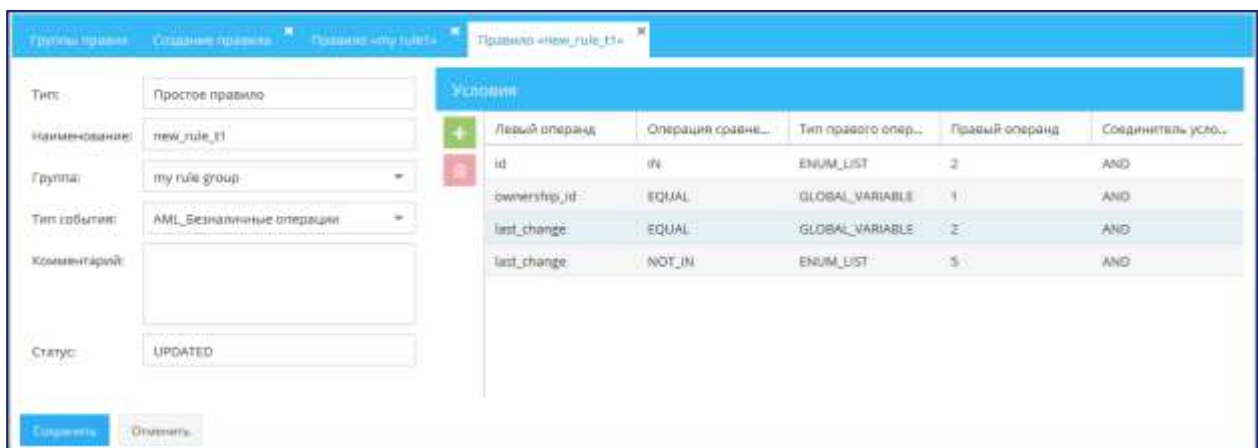 Группы правил Создание правила Правило «my rule1» Правило «new_rule_t1»
Тип: Простое правило
Наименование: new_rule_t1
Группа: my rule group
Тип события: AML_Безналичные операции
Комментарий:
Статус: UPDATED
Условия
Левый операнд Операция сравне... Тип правого опер... Правый операнд Соединитель усло...
id IN ENUM_LIST 2 AND
ownership_id EQUAL GLOBAL_VARIABLE 1 AND
last_change EQUAL GLOBAL_VARIABLE 2 AND
last_change NOT_IN ENUM_LIST 5 AND
Сохранить Отменить